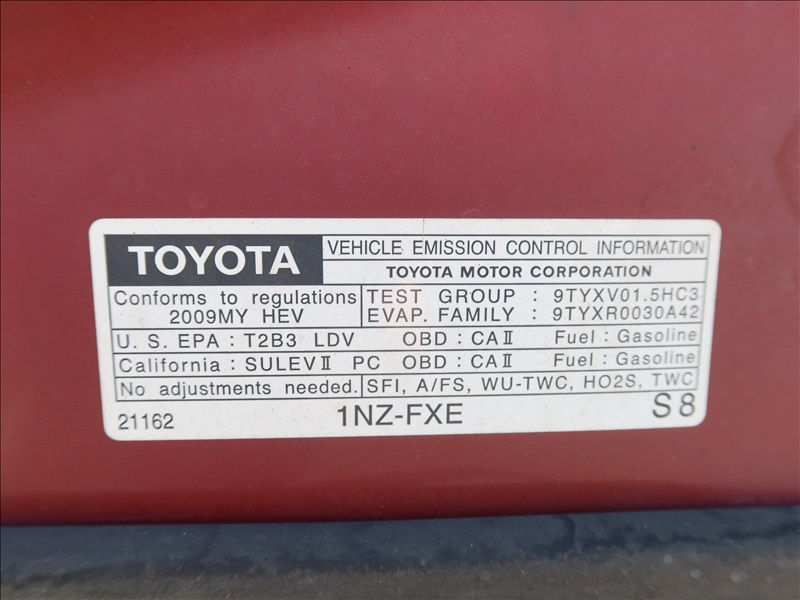 TOYOTA VEHICLE EMISSION CONTROL INFORMATION
TOYOTA MOTOR CORPORATION
Conforms to regulations TEST GROUP : 9TYXV01.5HC3
2009MY HEV EVAP. FAMILY : 9TYXR0030A42
U.S. EPA : T2B3 LDV OBD : CAⅡ Fuel : Gasoline
California : SULEVⅡ PC OBD : CAⅡ Fuel : Gasoline
No adjustments needed. SFI, A/FS, WU-TWC, HO2S, TWC
21162 1NZ-FXE S8